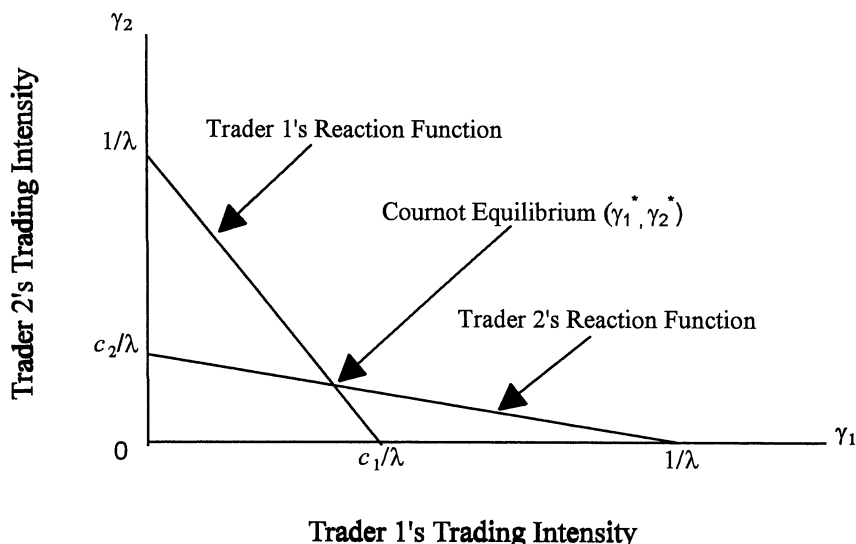 γ₂
Trader 1's Reaction Function
1/λ
Cournot Equilibrium (γ₁*, γ₂*)
Trader 2's Trading Intensity
Trader 2's Reaction Function
c₂/λ
0
c₁/λ
1/λ
γ₁
Trader 1's Trading Intensity